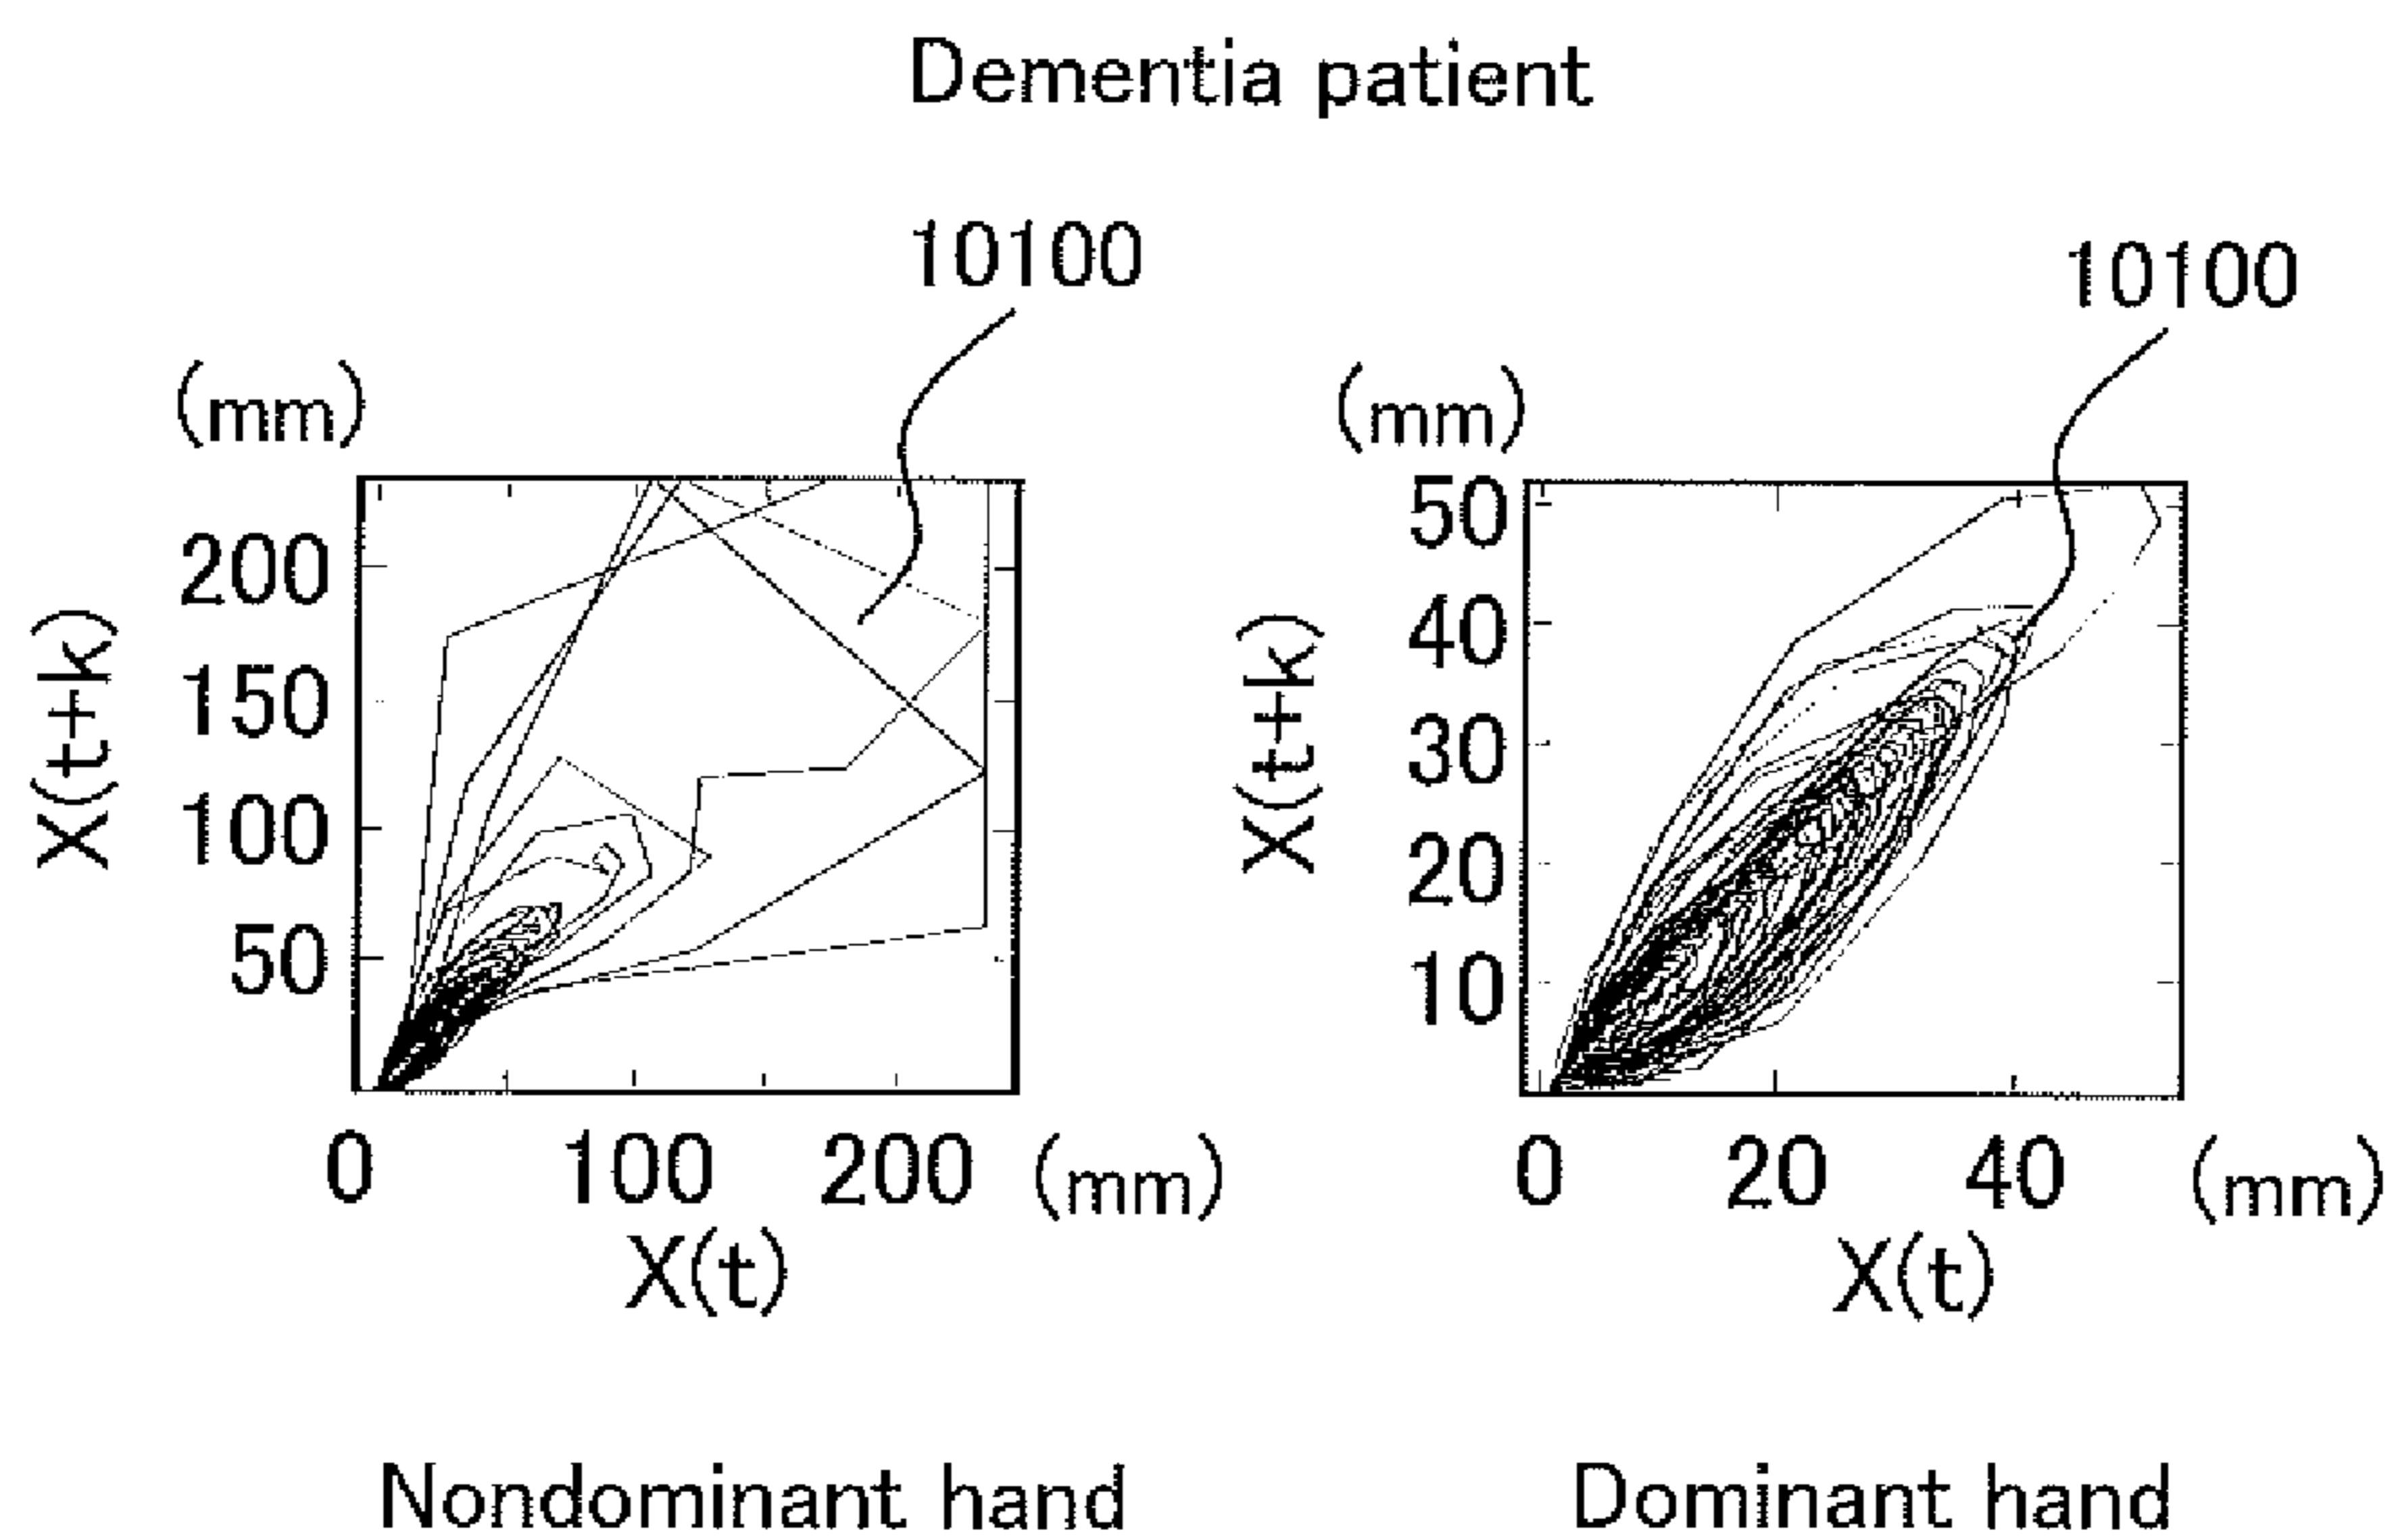 Dementia patient
10100
10100
(mm)
(mm)
X(t+k)
200
150
100
50
0
100
200
(mm)
X(t)
X(t+k)
50
40
30
20
10
0
20
40
(mm)
X(t)
Nondominant hand
Dominant hand